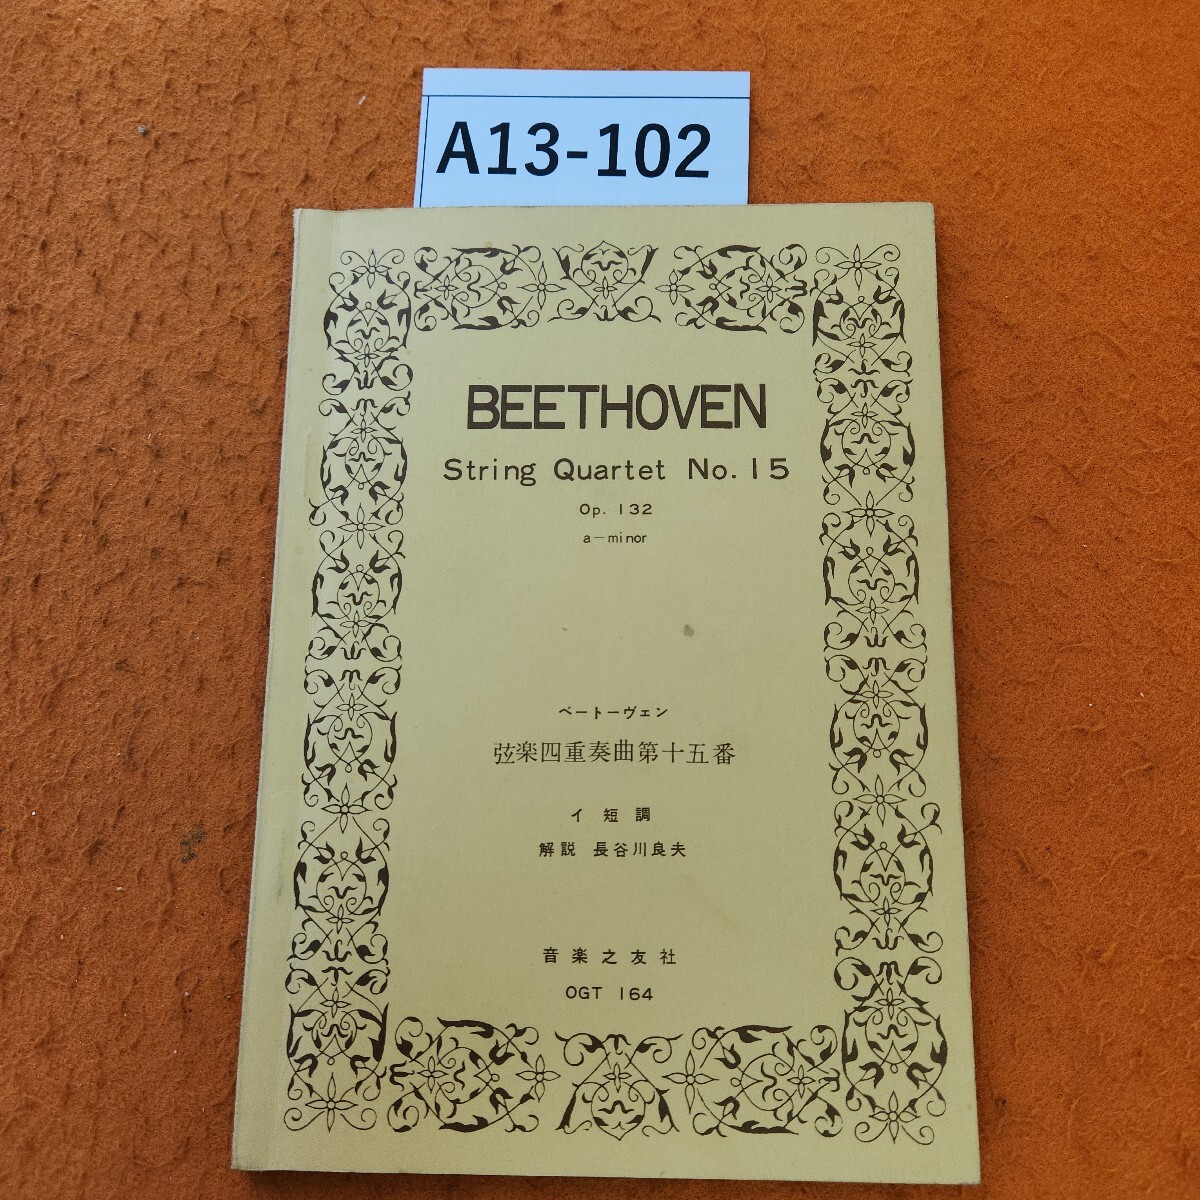 A13-102
BEETHOVEN
String Quartet No. 15
Op. 132
a-minor
ベートーヴェン
弦楽四重奏曲第十五番
イ短調
解説 長谷川良夫
音楽之友社
OGT 164